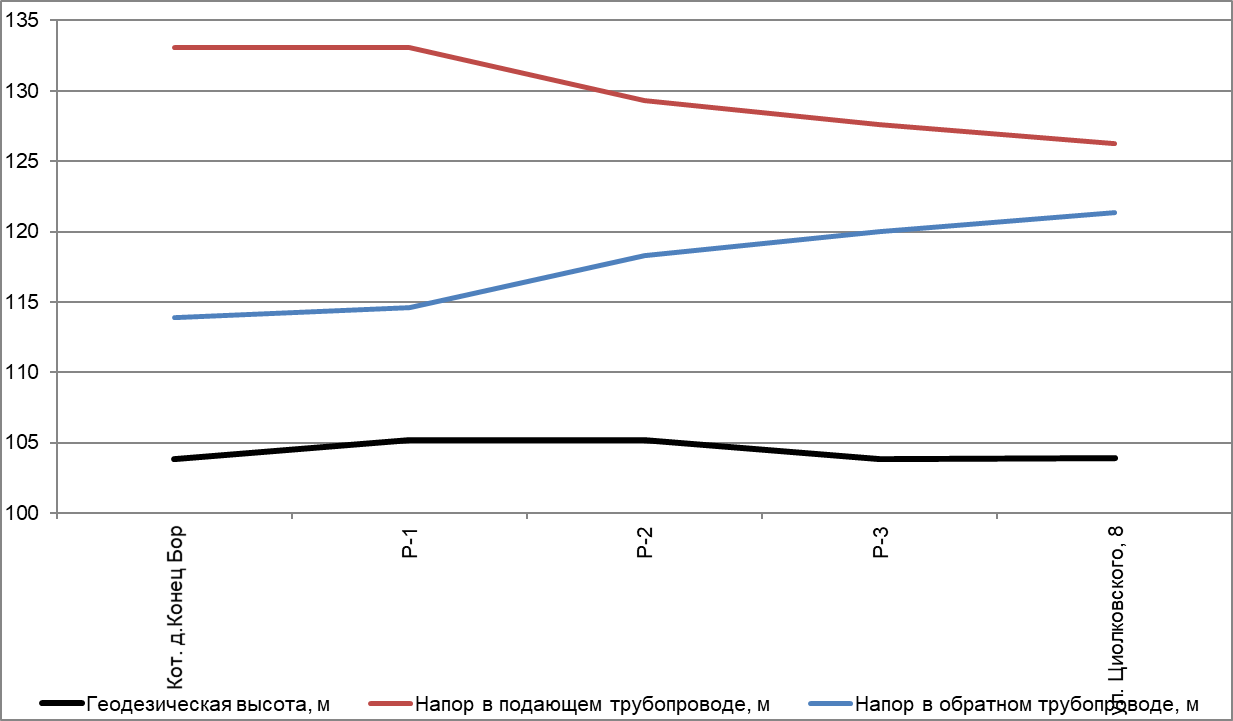 135
130
125
120
115
110
105
100
Кот. д.Конец Бор
Р-1
Р-2
Р-3
ул. Циолковского, 8
Геодезическая высота, м
Напор в подающем трубопроводе, м
Напор в обратном трубопроводе, м